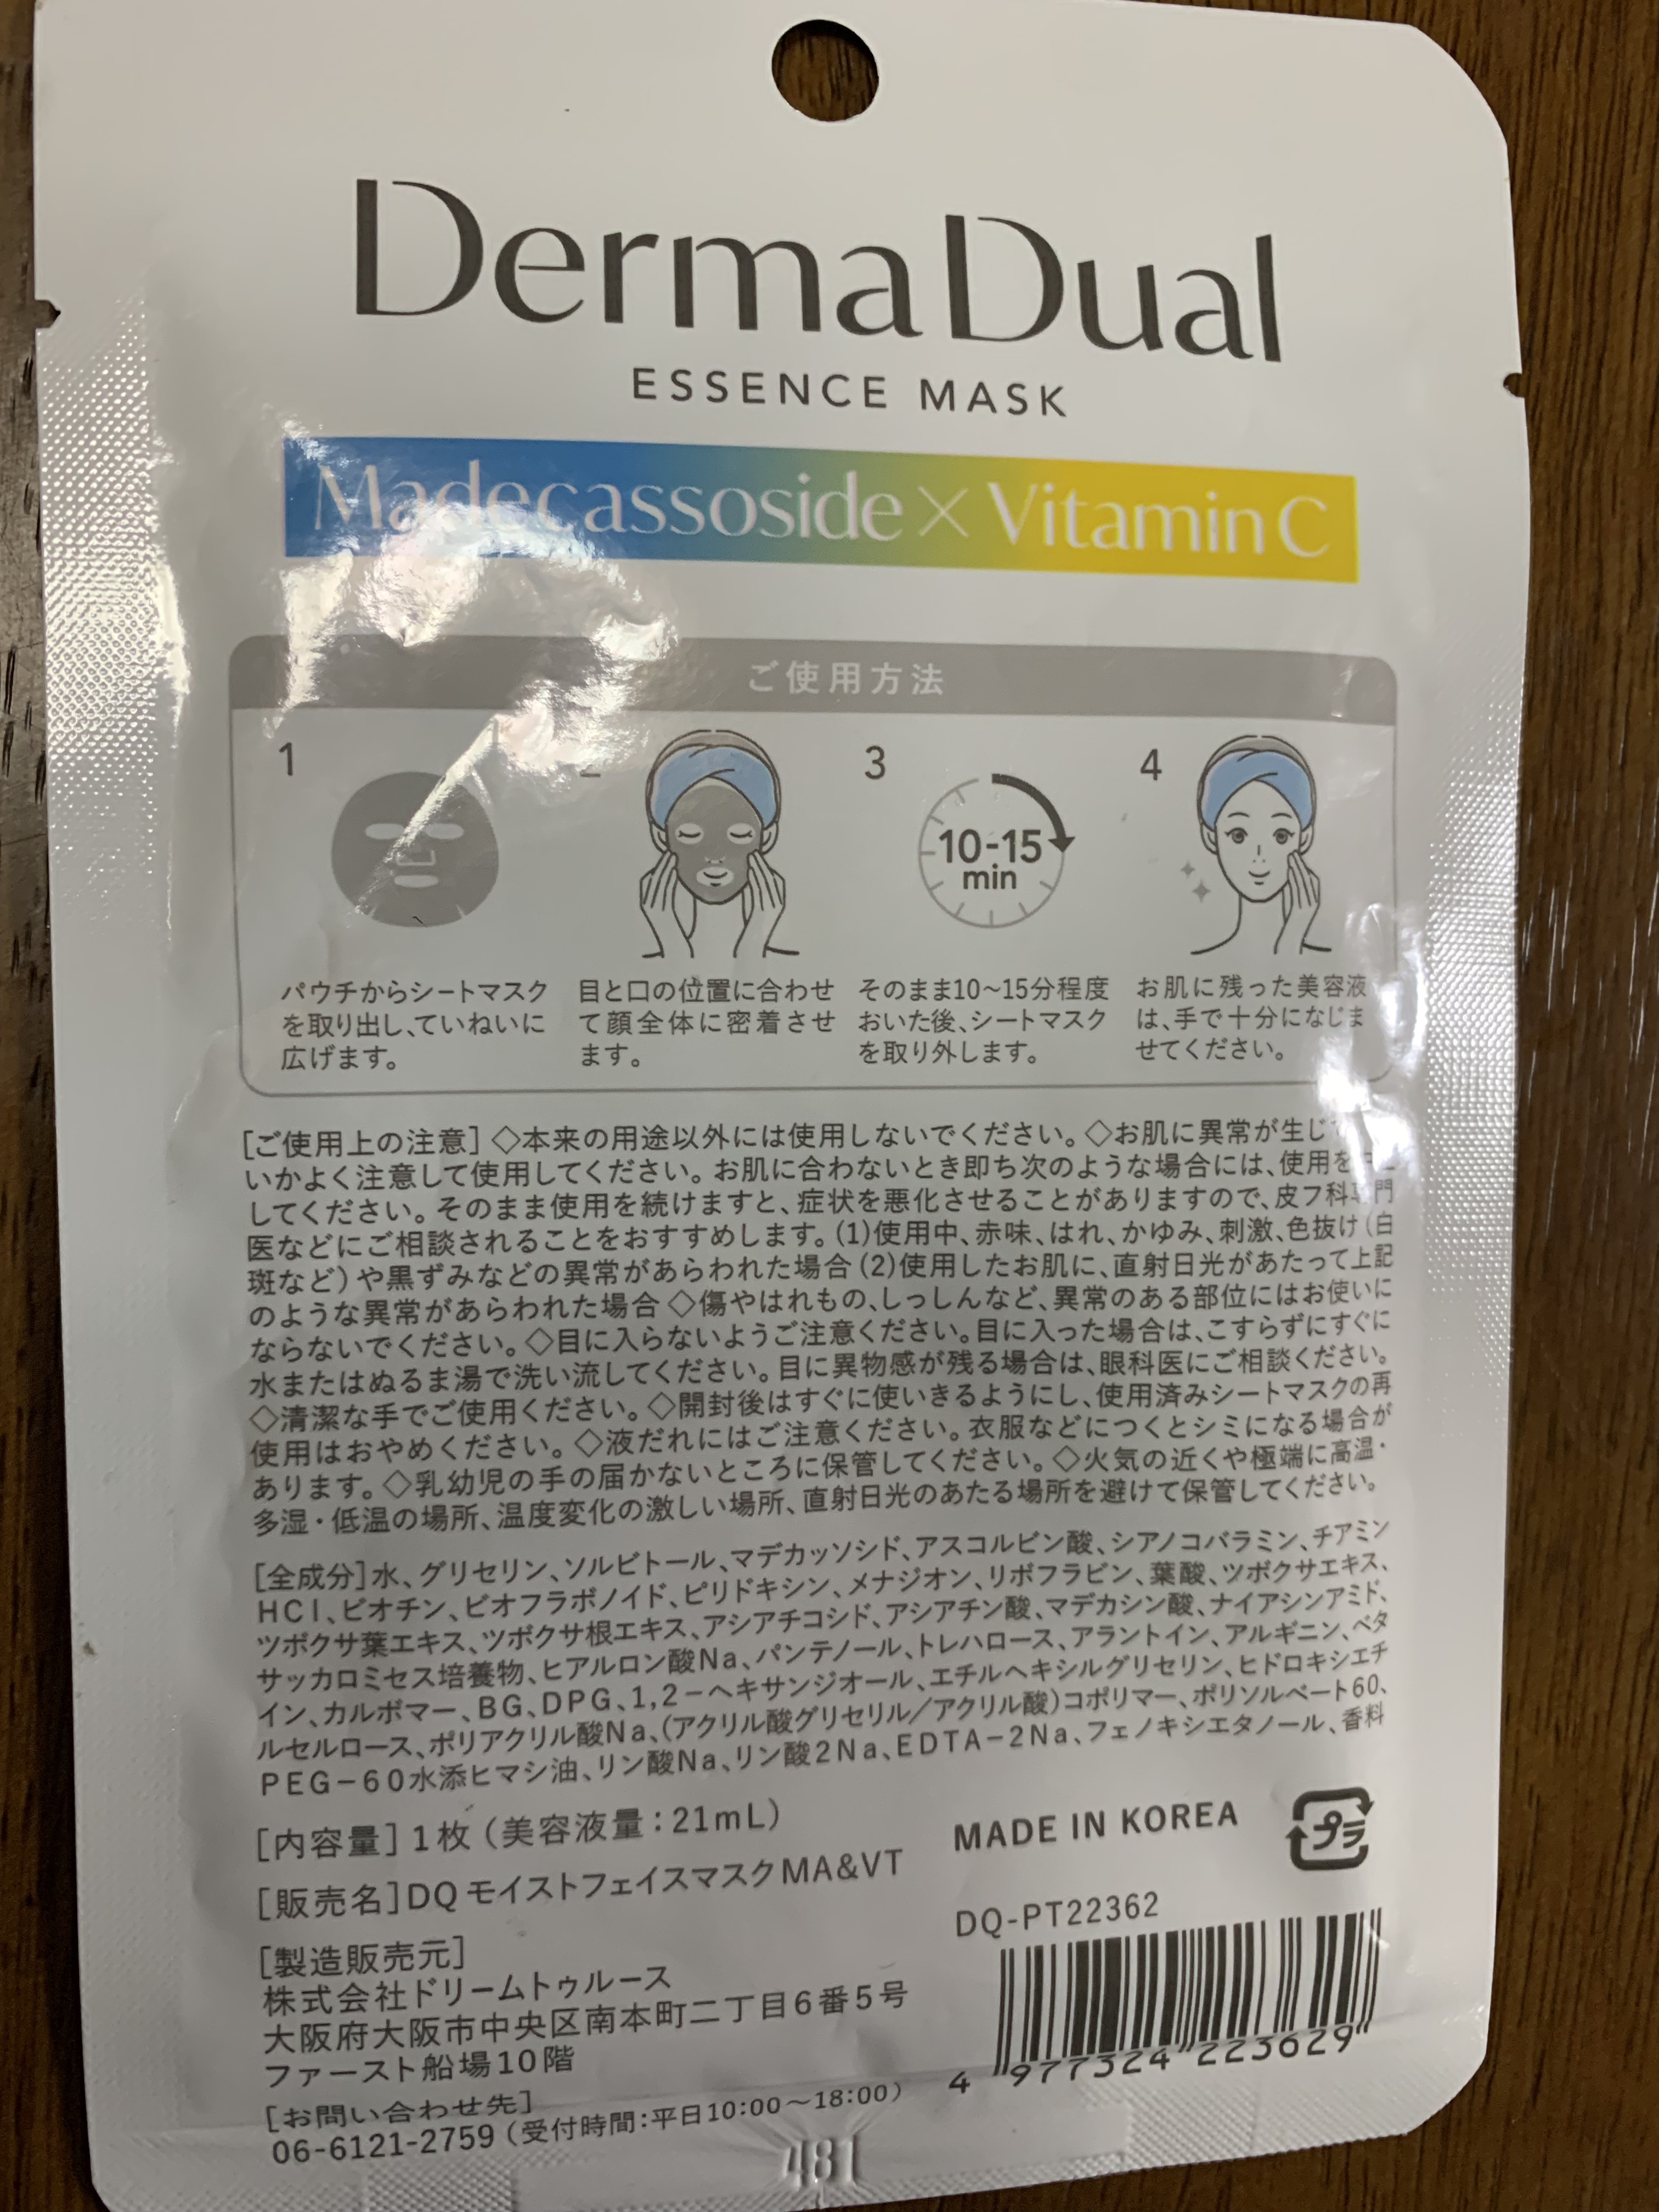 Derma Dual
ESSENCE MASK
Madecassoside × Vitamin C
ご使用方法
1
パウチからシートマスク
を取り出し、ていねいに
広げます。
目と口の位置に合わせ
て顔全体に密着させ
ます。
3
10-15
min
そのまま10〜15分程度
おいた後、シートマスク
を取り外します。
4
お肌に残った美容液
は、手で十分になじま
せてください。
[ご使用上の注意] ◇本来の用途以外には使用しないでください。◇お肌に異常が生じ
いかよく注意して使用してください。お肌に合わないとき即ち次のような場合には、使用を
してください。そのまま使用を続けますと、症状を悪化させることがありますので、皮フ科専門
医などにご相談されることをおすすめします。(1)使用中、赤味、はれ、かゆみ、刺激、色抜け(白
斑など)や黒ずみなどの異常があらわれた場合(2)使用したお肌に、直射日光があたって上記
のような異常があらわれた場合◇傷やはれもの、しっしんなど、異常のある部位にはお使いに
ならないでください。◇目に入らないようご注意ください。目に入った場合は、こすらずにすぐに
水またはぬるま湯で洗い流してください。目に異物感が残る場合は、眼科医にご相談ください。
◇清潔な手でご使用ください。◇開封後はすぐに使いきるようにし、使用済みシートマスクの再
使用はおやめください。◇液だれにはご注意ください。衣服などにつくとシミになる場合が
あります。◇乳幼児の手の届かないところに保管してください。◇火気の近くや極端に高温・
多湿・低温の場所、温度変化の激しい場所、直射日光のあたる場所を避けて保管してください。
[全成分]水、グリセリン、ソルビトール、マデカッソシド、アスコルビン酸、シアノコバラミン、チアミン
HCl、ビオチン、ビオフラボノイド、ピリドキシン、メナジオン、リボフラビン、葉酸、ツボクサエキス、
ツボクサ葉エキス、ツボクサ根エキス、アシアチコシド、アシアチン酸、マデカシン酸、ナイアシンアミド、
サッカロミセス培養物、ヒアルロン酸Na、パンテノール、トレハロース、アラントイン、アルギニン、ベタ
イン、カルボマー、BG、DPG、1,2-ヘキサンジオール、エチルヘキシルグリセリン、ヒドロキシエチ
ルセルロース、ポリアクリル酸Na、(アクリル酸グリセリル/アクリル酸)コポリマー、ポリソルベート60、
PEG-60水添ヒマシ油、リン酸Na、リン酸2Na、EDTA-2Na、フェノキシエタノール、香料
[内容量] 1枚 (美容液量:21mL)
[販売名]DQ モイストフェイスマスクMA&VT
[製造販売元]
株式会社ドリームトゥルース
大阪府大阪市中央区南本町二丁目6番5号
ファースト船場10階
[お問い合わせ先]
06-6121-2759 (受付時間:平日10:00〜18:00)
MADE IN KOREA
プラ
DQ-PT22362
4 977324 223629
481